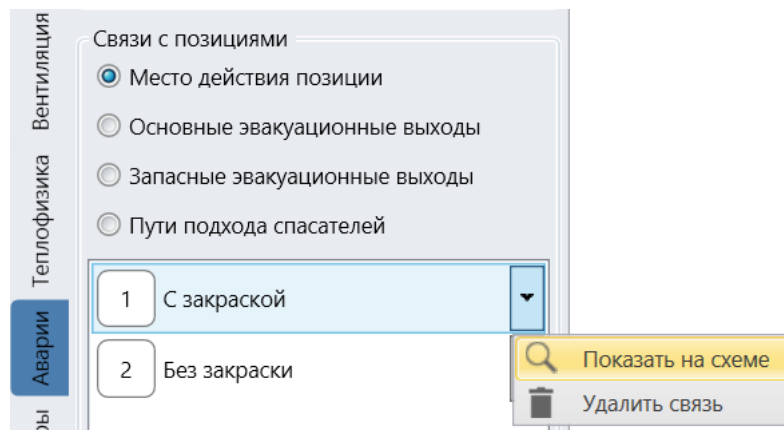 Вентиляция
Теплофизика
Аварии
Связи с позициями
Место действия позиции
Основные эвакуационные выходы
Запасные эвакуационные выходы
Пути подхода спасателей
1 С закраской
2 Без закраски
Показать на схеме
Удалить связь